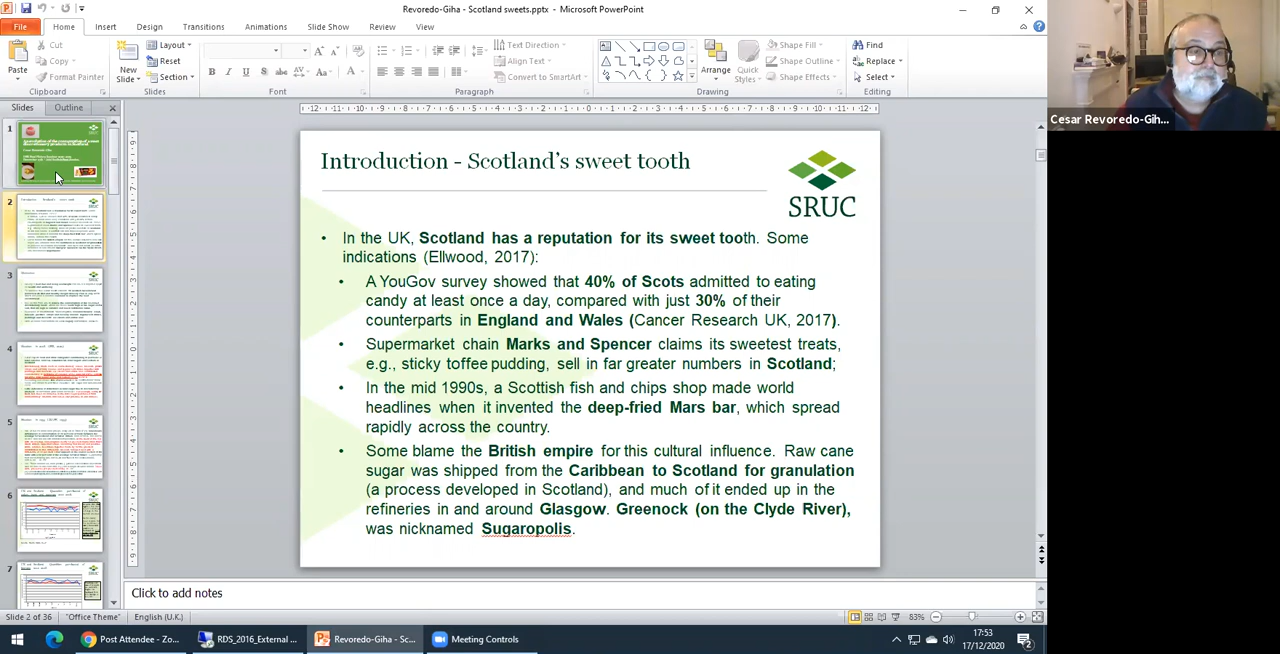 Revoredo-Giha - Scotland sweets.pptx - Microsoft PowerPoint
File Home Insert Design Transitions Animations Slide Show Review View
Paste Cut Copy Format Painter Clipboard
New Slide Layout Reset Section Slides
Font
Text Direction Align Text Convert to SmartArt Paragraph
Arrange Quick Styles Shape Fill Shape Outline Shape Effects Drawing
Find Replace Select Editing
Cesar Revoredo-Gih...
Slides Outline
1
2
3
4
5
6
7
Introduction - Scotland's sweet tooth
SRUC
In the UK, Scotland has a reputation for its sweet tooth. Some
indications (Ellwood, 2017):
• A YouGov survey showed that 40% of Scots admitted to eating
candy at least once a day, compared with just 30% of their
counterparts in England and Wales (Cancer Research UK, 2017).
• Supermarket chain Marks and Spencer claims its sweetest treats,
e.g., sticky toffee pudding, sell in far greater numbers in Scotland;
• In the mid 1990s a Scottish fish and chips shop made world
headlines when it invented the deep-fried Mars bar, which spread
rapidly across the country.
• Some blame the British empire for this cultural influence. Raw cane
sugar was shipped from the Caribbean to Scotland for granulation
(a process developed in Scotland), and much of it ended up in the
refineries in and around Glasgow. Greenock (on the Clyde River),
was nicknamed Sugaropolis.
Click to add notes
Slide 2 of 36 "Office Theme" English (U.K.) 83%
Post Attendee - Zo... RDS_2016_External ... Revoredo-Giha - Sc... Meeting Controls
17:53
17/12/2020
2